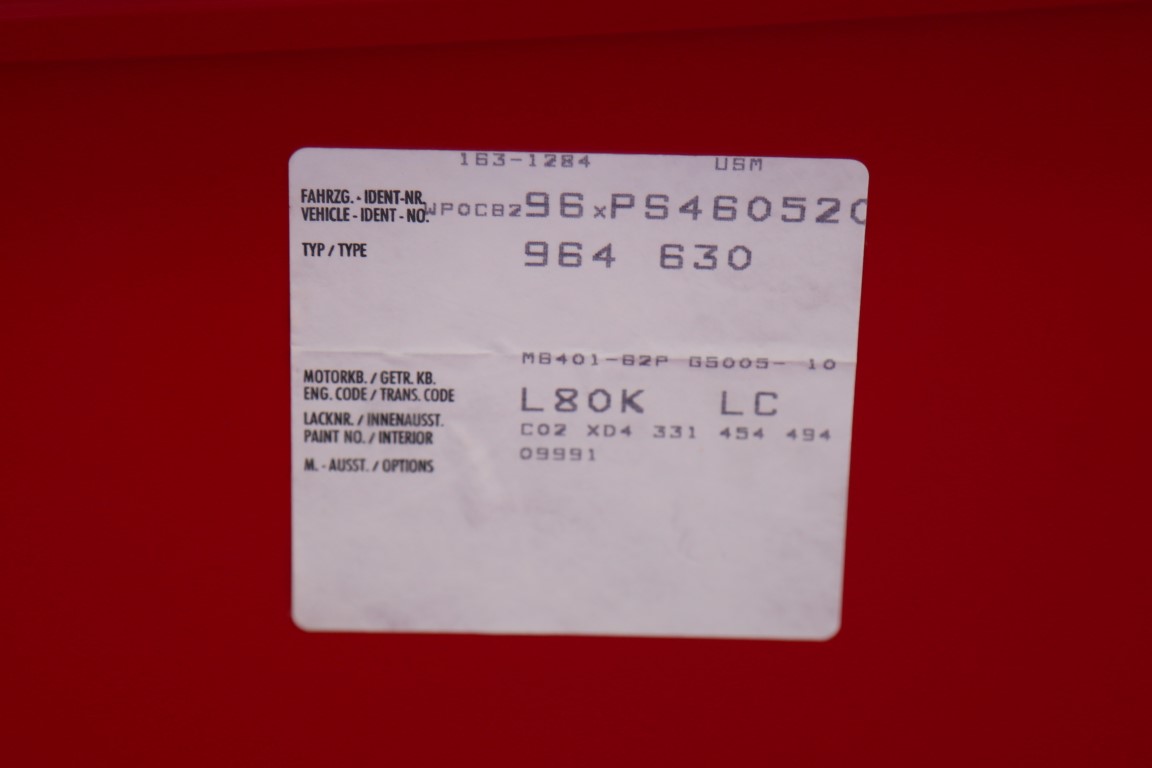 163-1284 USM
FAHRZG. - IDENT-NR.
VEHICLE - IDENT - NO. WP0CB296xPS460520
TYP / TYPE 964 630
M6401-62P G5005- 10
MOTORKB. / GETR. KB.
ENG. CODE / TRANS. CODE L80K LC
LACKNR. / INNENAUSST.
PAINT NO. / INTERIOR C02 XD4 331 454 494
M. - AUSST. / OPTIONS 09991